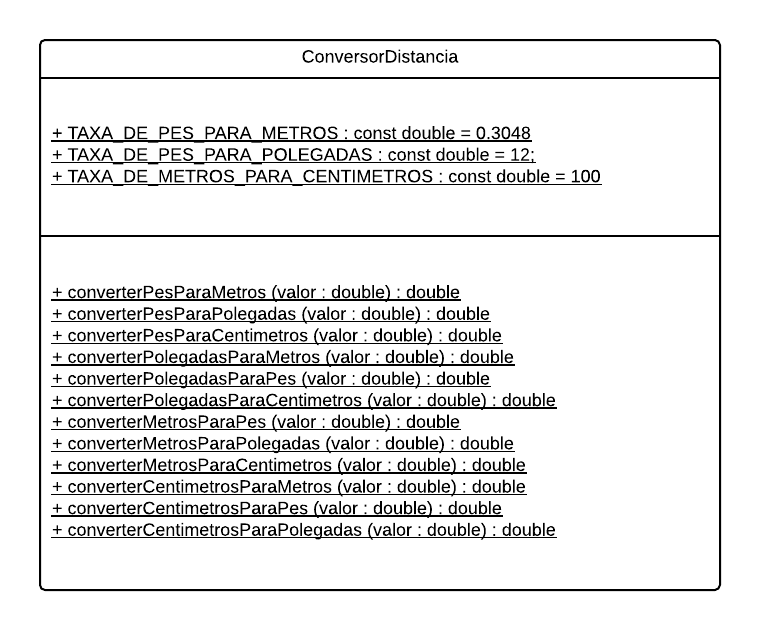 ConversorDistancia
+ TAXA_DE_PES_PARA_METROS : const double = 0.3048
+ TAXA_DE_PES_PARA_POLEGADAS : const double = 12;
+ TAXA_DE_METROS_PARA_CENTIMETROS : const double = 100
+ converterPesParaMetros (valor : double) : double
+ converterPesParaPolegadas (valor : double) : double
+ converterPesParaCentimetros (valor : double) : double
+ converterPolegadasParaMetros (valor : double) : double
+ converterPolegadasParaPes (valor : double) : double
+ converterPolegadasParaCentimetros (valor : double) : double
+ converterMetrosParaPes (valor : double) : double
+ converterMetrosParaPolegadas (valor : double) : double
+ converterMetrosParaCentimetros (valor : double) : double
+ converterCentimetrosParaMetros (valor : double) : double
+ converterCentimetrosParaPes (valor : double) : double
+ converterCentimetrosParaPolegadas (valor : double) : double